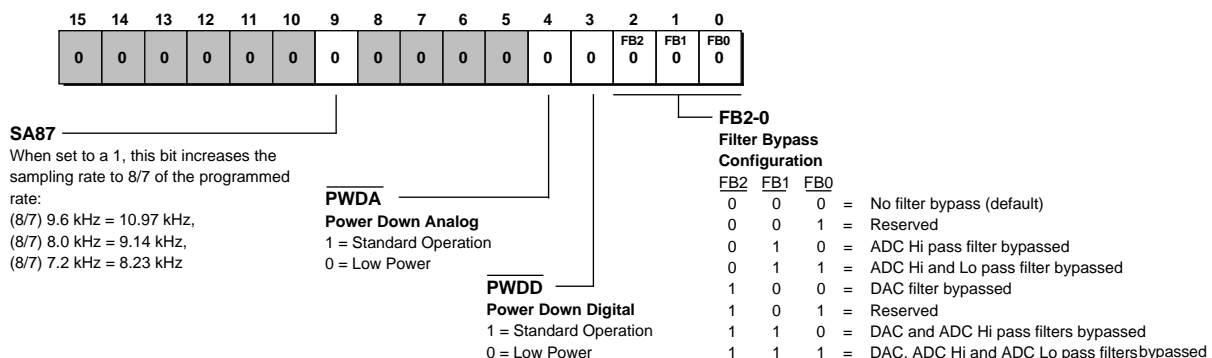 15 14 13 12 11 10 9 8 7 6 5 4 3 2 1 0
FB2 FB1 FB0
0 0 0 0 0 0 0 0 0 0 0 0 0 0 0 0
SA87
When set to a 1, this bit increases the
sampling rate to 8/7 of the programmed
rate:
(8/7) 9.6 kHz = 10.97 kHz,
(8/7) 8.0 kHz = 9.14 kHz,
(8/7) 7.2 kHz = 8.23 kHz
PWDA
Power Down Analog
1 = Standard Operation
0 = Low Power
PWDD
Power Down Digital
1 = Standard Operation
0 = Low Power
FB2-0
Filter Bypass
Configuration
FB2 FB1 FB0
0 0 0 = No filter bypass (default)
0 0 1 = Reserved
0 1 0 = ADC Hi pass filter bypassed
0 1 1 = ADC Hi and Lo pass filter bypassed
1 0 0 = DAC filter bypassed
1 0 1 = Reserved
1 1 0 = DAC and ADC Hi pass filters bypassed
1 1 1 = DAC, ADC Hi and ADC Lo pass filtersbypassed